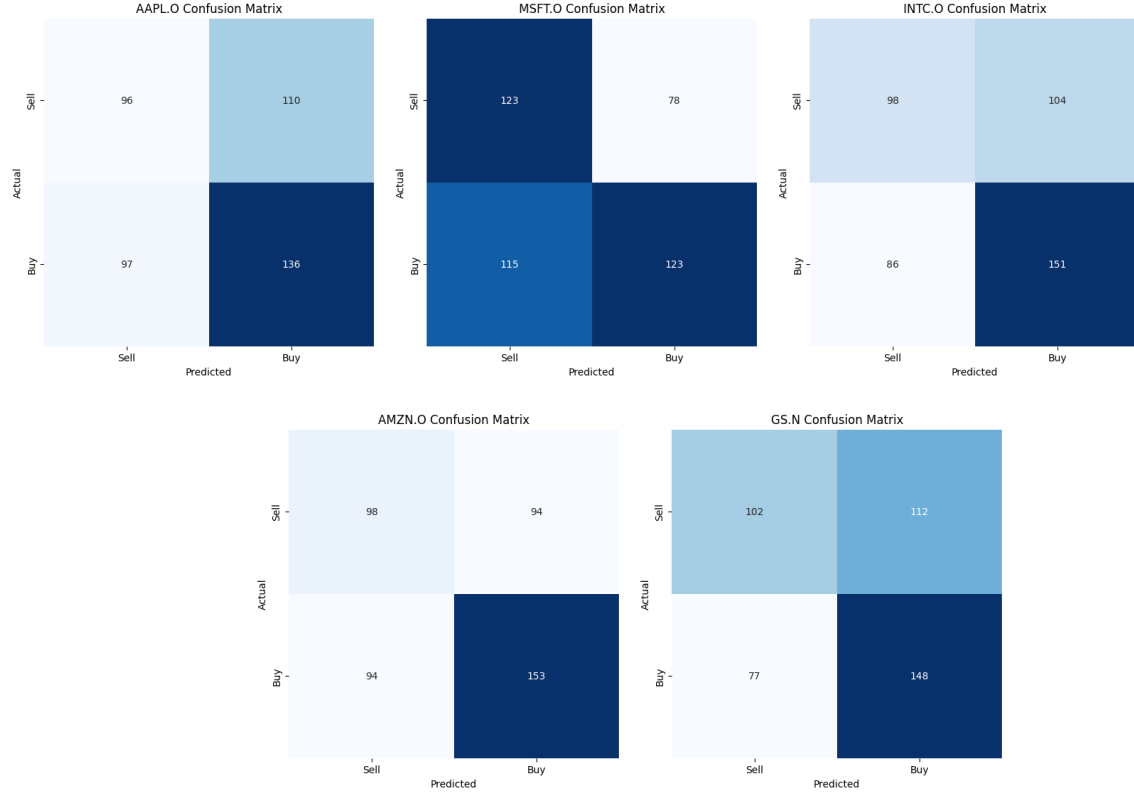 AAPL.O Confusion Matrix
Sell
96
110
Actual
Buy
97
136
Sell
Buy
Predicted
MSFT.O Confusion Matrix
Sell
123
78
Actual
Buy
115
123
Sell
Buy
Predicted
INTC.O Confusion Matrix
Sell
98
104
Actual
Buy
86
151
Sell
Buy
Predicted
AMZN.O Confusion Matrix
Sell
98
94
Actual
Buy
94
153
Sell
Buy
Predicted
GS.N Confusion Matrix
Sell
102
112
Actual
Buy
77
148
Sell
Buy
Predicted